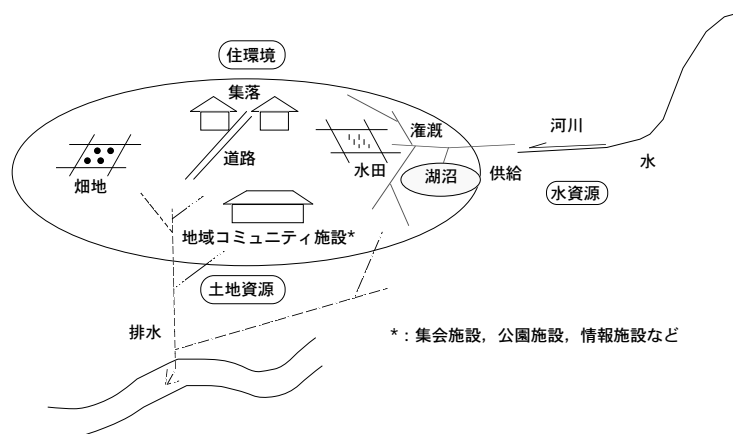 住環境
集落
道路
畑地
水田
灌漑
湖沼
供給
河川
水
水資源
地域コミュニティ施設*
土地資源
排水
*：集会施設，公園施設，情報施設など